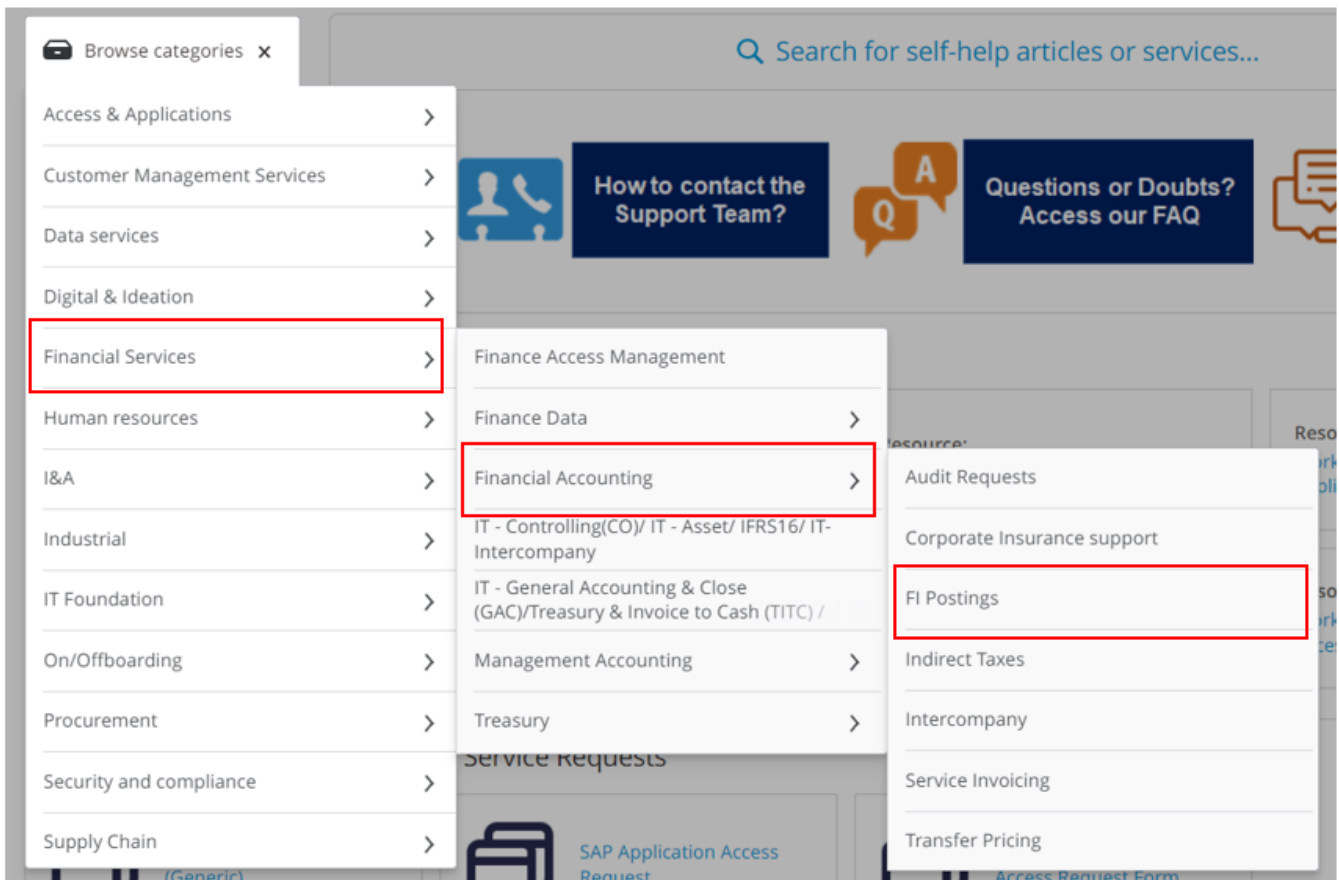 Browse categories x
Search for self-help articles or services...
Access & Applications
Customer Management Services
Data services
Digital & Ideation
Financial Services
Human resources
I&A
Industrial
IT Foundation
On/Offboarding
Procurement
Security and compliance
Supply Chain
How to contact the
Support Team?
Q
A
Questions or Doubts?
Access our FAQ
Finance Access Management
Finance Data
Financial Accounting
IT - Controlling(CO)/ IT - Asset/ IFRS16/ IT-
Intercompany
IT - General Accounting & Close
(GAC)/Treasury & Invoice to Cash (TITC) /
Management Accounting
Treasury
Audit Requests
Corporate Insurance support
FI Postings
Indirect Taxes
Intercompany
Service Invoicing
Transfer Pricing
Service Requests
(Generic)
SAP Application Access
Request
Access Request Form